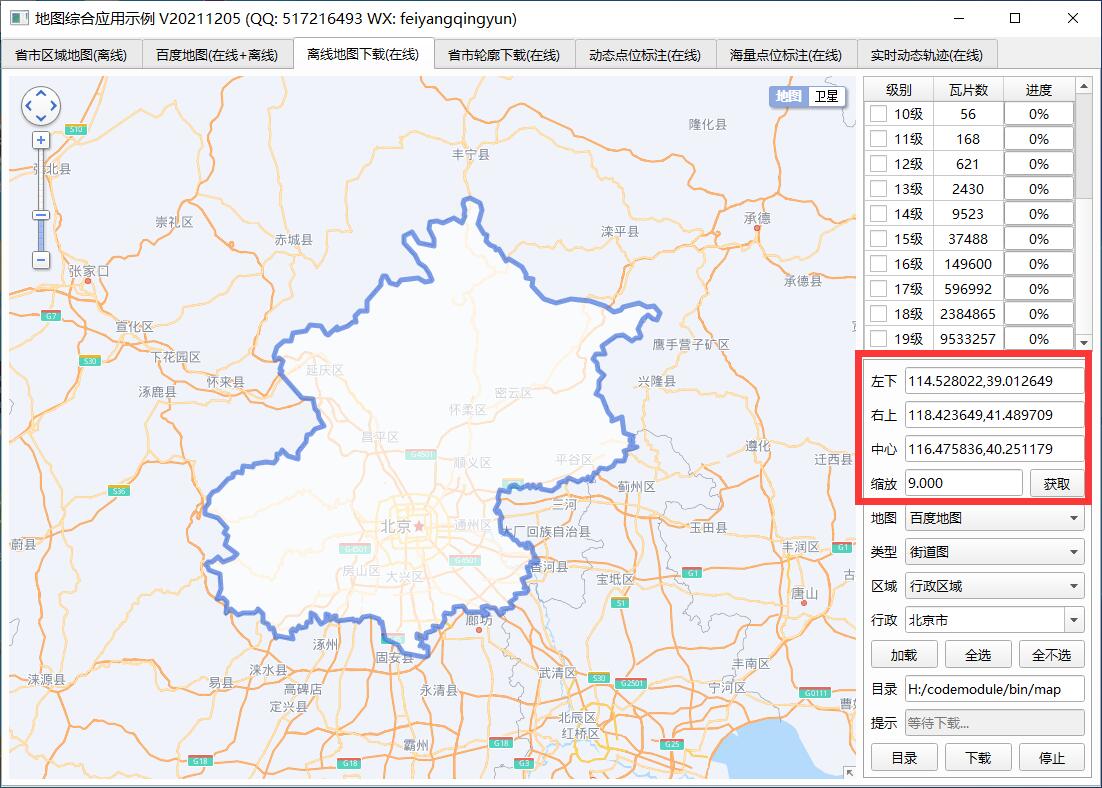 地图综合应用示例 V20211205 (QQ: 517216493 WX: feiyangqingyun)
省市区域地图(离线) 百度地图(在线+离线) 离线地图下载(在线) 省市轮廓下载(在线) 动态点位标注(在线) 海量点位标注(在线) 实时动态轨迹(在线)
地图 卫星
S10
隆化县
丰宁县
张北县
崇礼区
承德
赤城县
滦平县
张家口
承德县
G7
宣化区
鹰手营子矿区
S30
下花园区
延庆区
怀来县
兴隆县
涿鹿县
密云区
怀柔区
昌平区
遵化
G4501
顺义区
平谷区
迁西县
S36
蓟州区
三河
北京
通州区
大厂回族自治县
玉田县
蔚县
G4501
G4501
丰润区
G1
房山区
大兴区
香河县
宝坻区
G1
古
唐山
S1
廊坊
涿州
固安县
涞水县
武清区
丰南区
涞源县
易县
高碑店
永清县
S30
G2501
宁河区
G0111
定兴县
曹
北辰区
红桥区
霸州
G18
G25
G18
G18
G3
级别 瓦片数 进度
10级 56 0%
11级 168 0%
12级 621 0%
13级 2430 0%
14级 9523 0%
15级 37488 0%
16级 149600 0%
17级 596992 0%
18级 2384865 0%
19级 9533257 0%
左下 114.528022,39.012649
右上 118.423649,41.489709
中心 116.475836,40.251179
缩放 9.000 获取
地图 百度地图
类型 街道图
区域 行政区域
行政 北京市
加载 全选 全不选
目录 H:/codemodule/bin/map
提示 等待下载...
目录 下载 停止